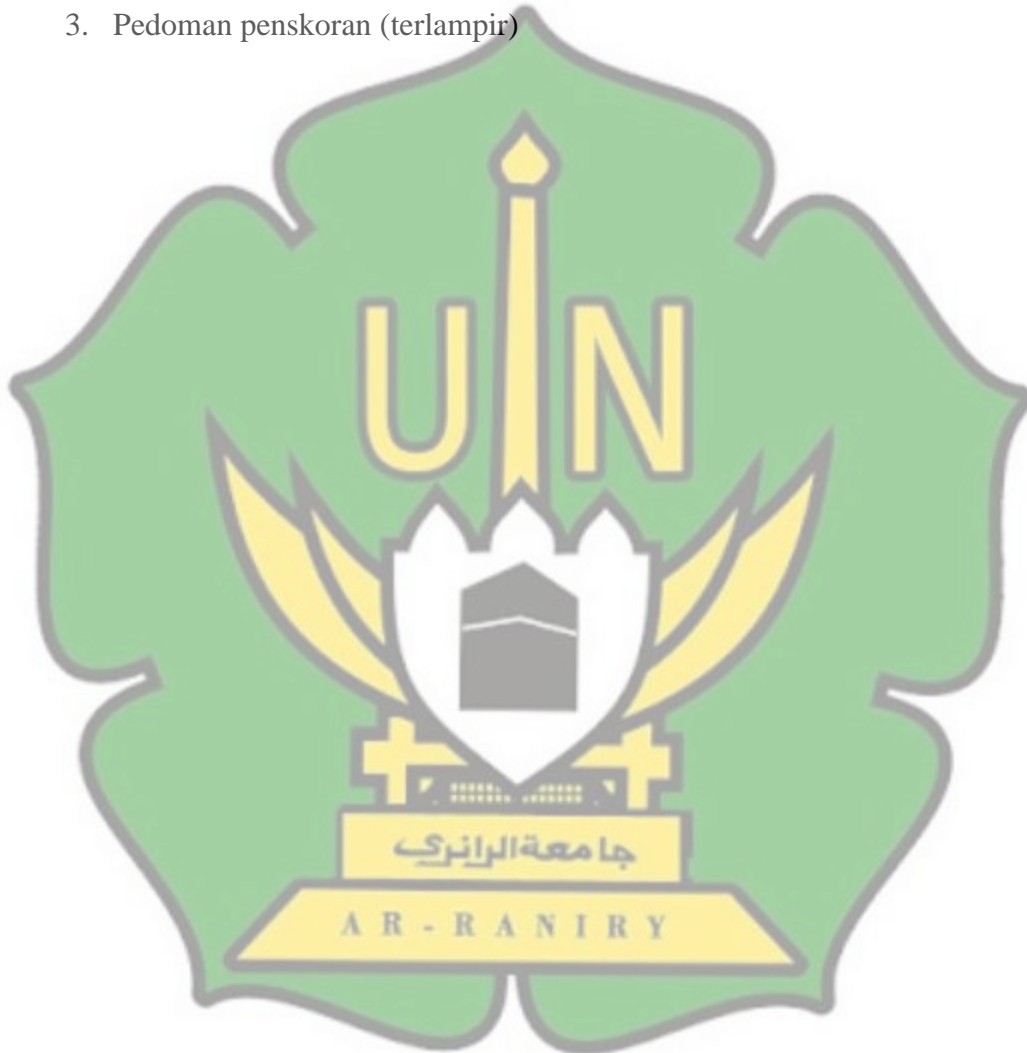 3. Pedoman penskoran (terlampir)
UIN
جامعة الرانري
AR-RANIRY